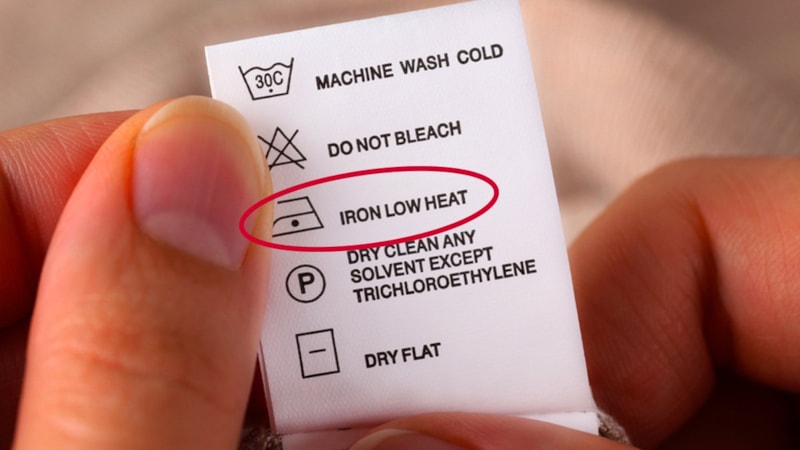 30C MACHINE WASH COLD
DO NOT BLEACH
IRON LOW HEAT
P DRY CLEAN ANY
SOLVENT EXCEPT
TRICHLOROETHYLENE
DRY FLAT